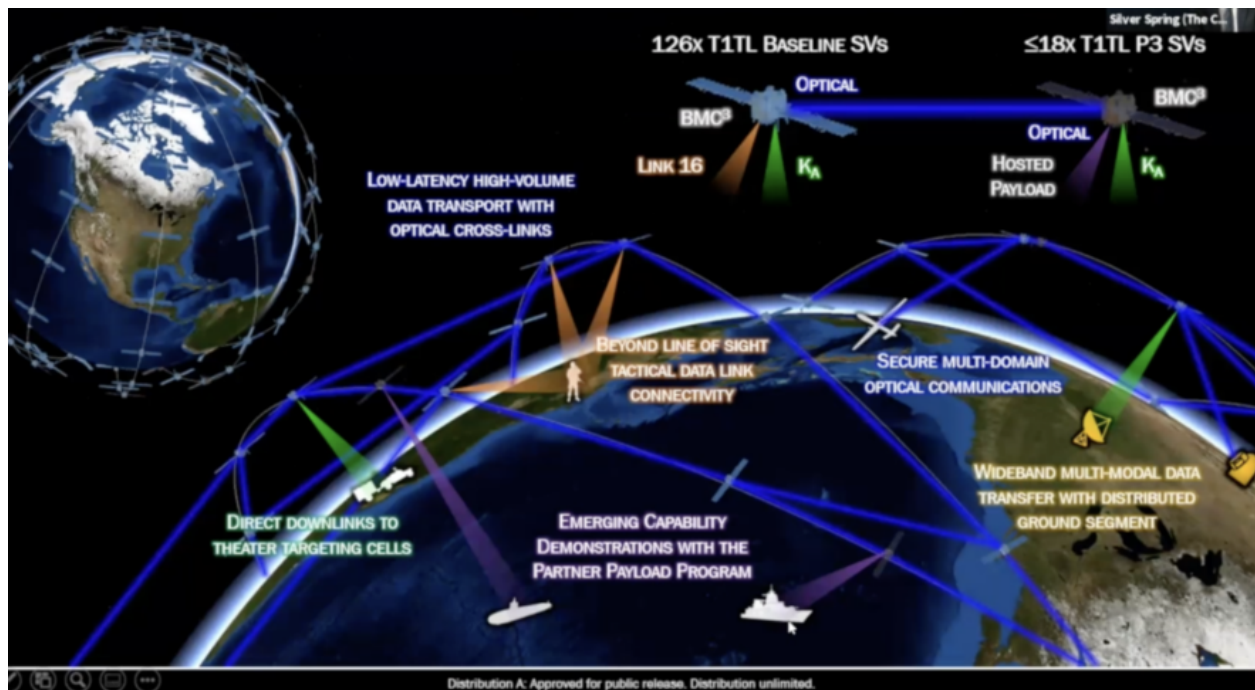 Silver Spring (The C...
126x T1TL Baseline SVs
≤18x T1TL P3 SVs
Optical
BMC³
BMC³
Optical
Link 16
KA
Hosted
Payload
KA
Low-latency high-volume
data transport with
optical cross-links
Beyond line of sight
tactical data link
connectivity
Secure multi-domain
optical communications
Wideband multi-modal data
transfer with distributed
ground segment
Direct downlinks to
theater targeting cells
Emerging Capability
Demonstrations with the
Partner Payload Program
Distribution A: Approved for public release. Distribution unlimited.